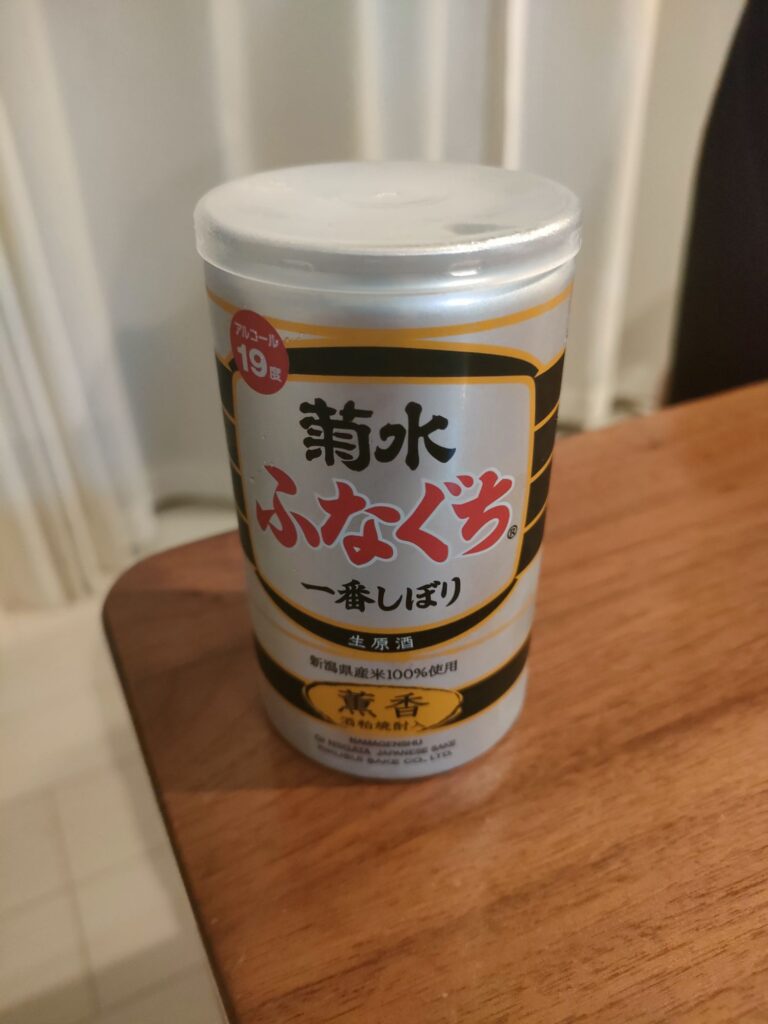 アルコール
19度
菊水
ふなぐち®
一番しぼり
生原酒
新潟県産米100%使用
薫香
酒粕焼酎入
NAMAGENSHU
GI NIIGATA JAPANESE SAKE
KIKUSUI SAKE CO., LTD.